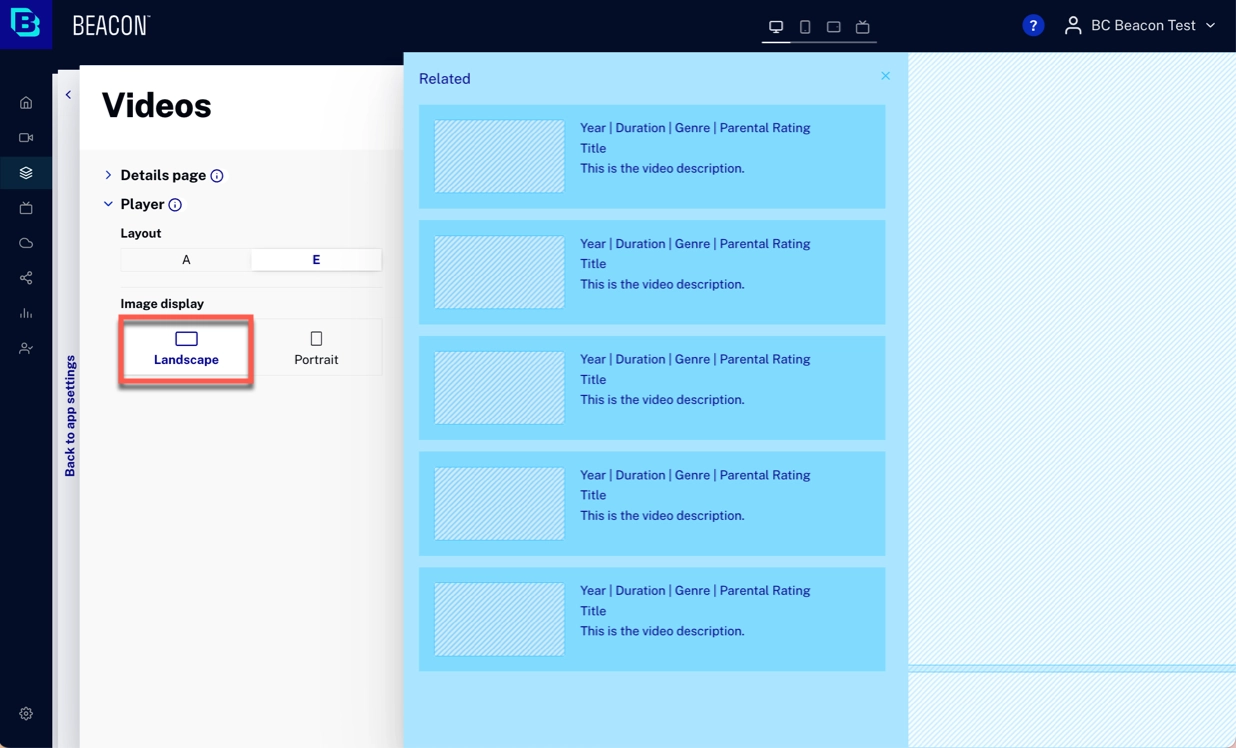 BEACON™
?
BC Beacon Test
Back to app settings
Videos
Details page
Player
Layout
A
E
Image display
Landscape
Portrait
Related
Year | Duration | Genre | Parental Rating
Title
This is the video description.
Year | Duration | Genre | Parental Rating
Title
This is the video description.
Year | Duration | Genre | Parental Rating
Title
This is the video description.
Year | Duration | Genre | Parental Rating
Title
This is the video description.
Year | Duration | Genre | Parental Rating
Title
This is the video description.